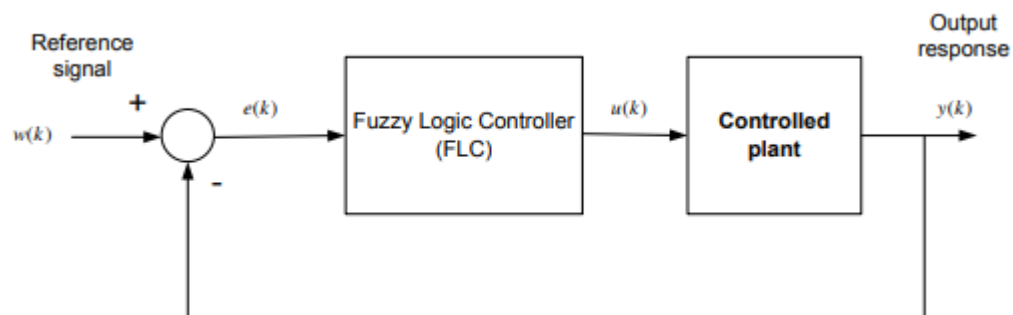 Reference
signal
+
w(k)
-
e(k)
Fuzzy Logic Controller
(FLC)
u(k)
Controlled
plant
Output
response
y(k)